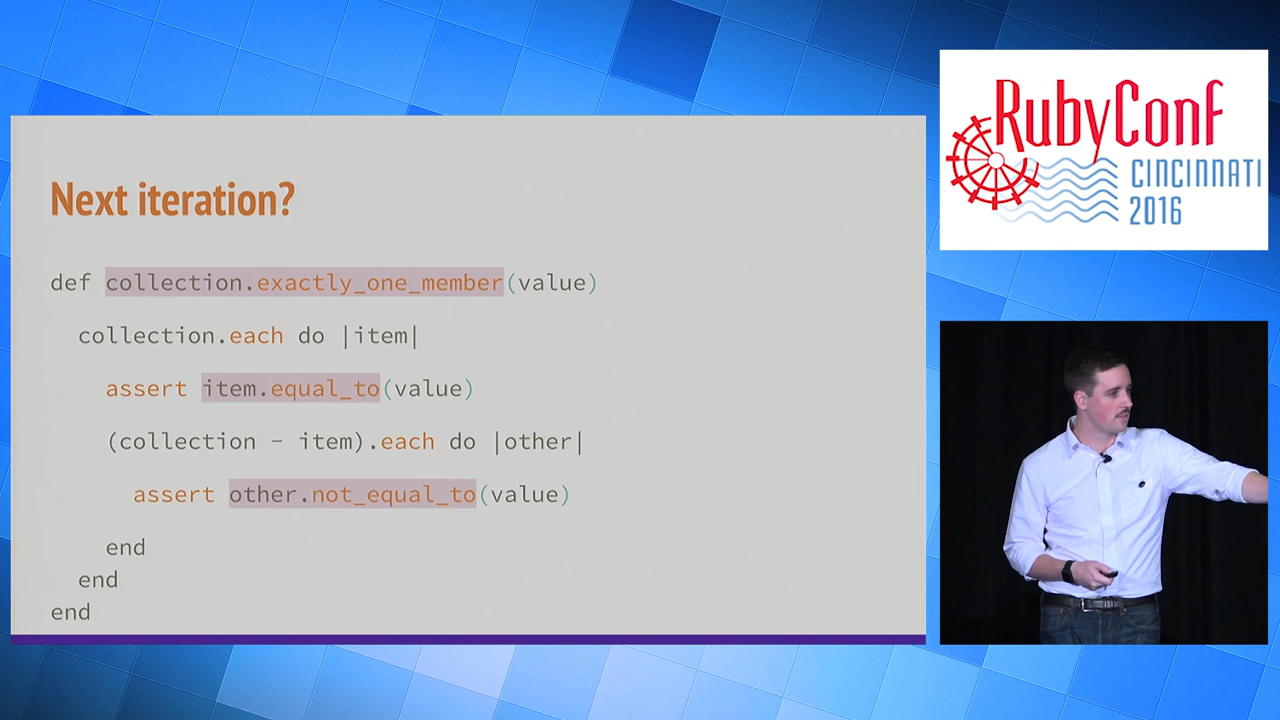 Next iteration?
def collection.exactly_one_member(value)
collection.each do |item|
assert item.equal_to(value)
(collection - item).each do |other|
assert other.not_equal_to(value)
end
end
end
RubyConf
CINCINNATI
2016